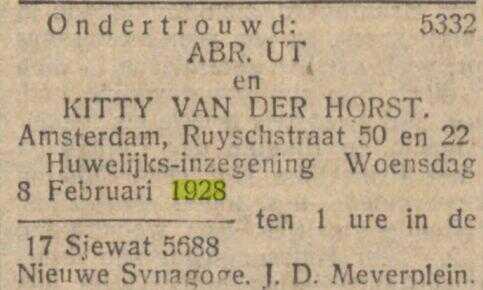 Ondertrouwd: 5332
ABR. UT
en
KITTY VAN DER HORST.
Amsterdam, Ruyschstraat 50 en 22
Huwelijks-inzegening Woensdag
8 Februari 1928
ten 1 ure in de
17 Sjewat 5688
Nieuwe Synagoge. J. D. Meyerplein.